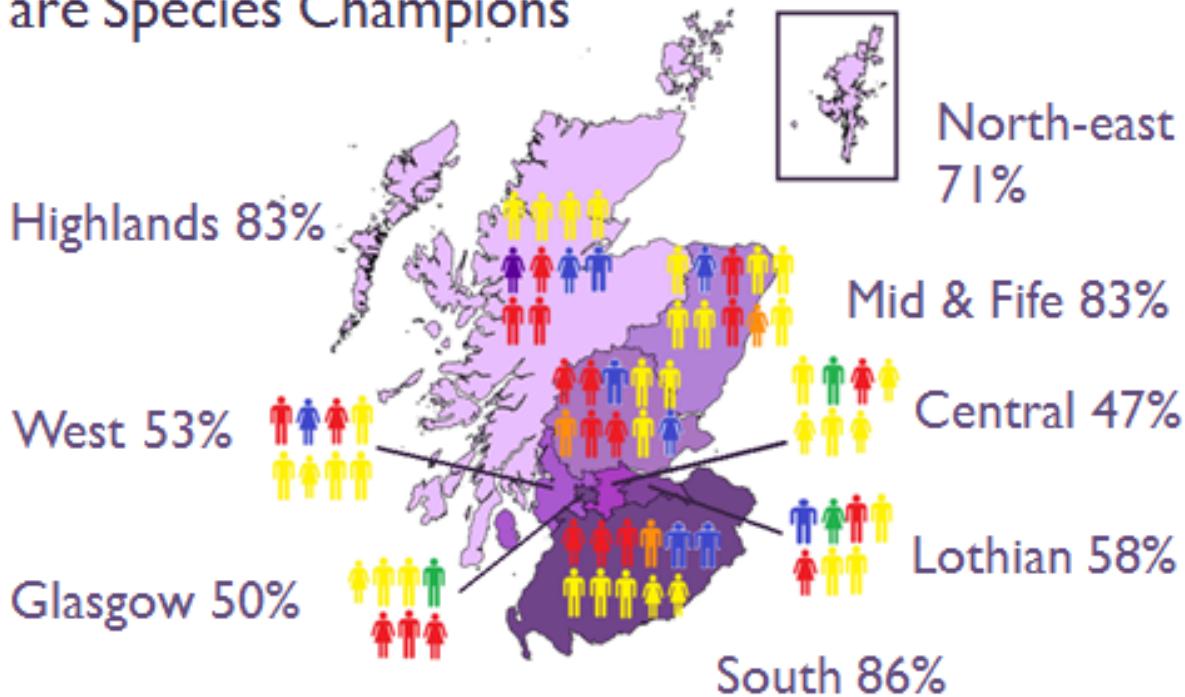 are Species Champions
North-east
71%
Highlands 83%
Mid & Fife 83%
Central 47%
West 53%
Lothian 58%
Glasgow 50%
South 86%